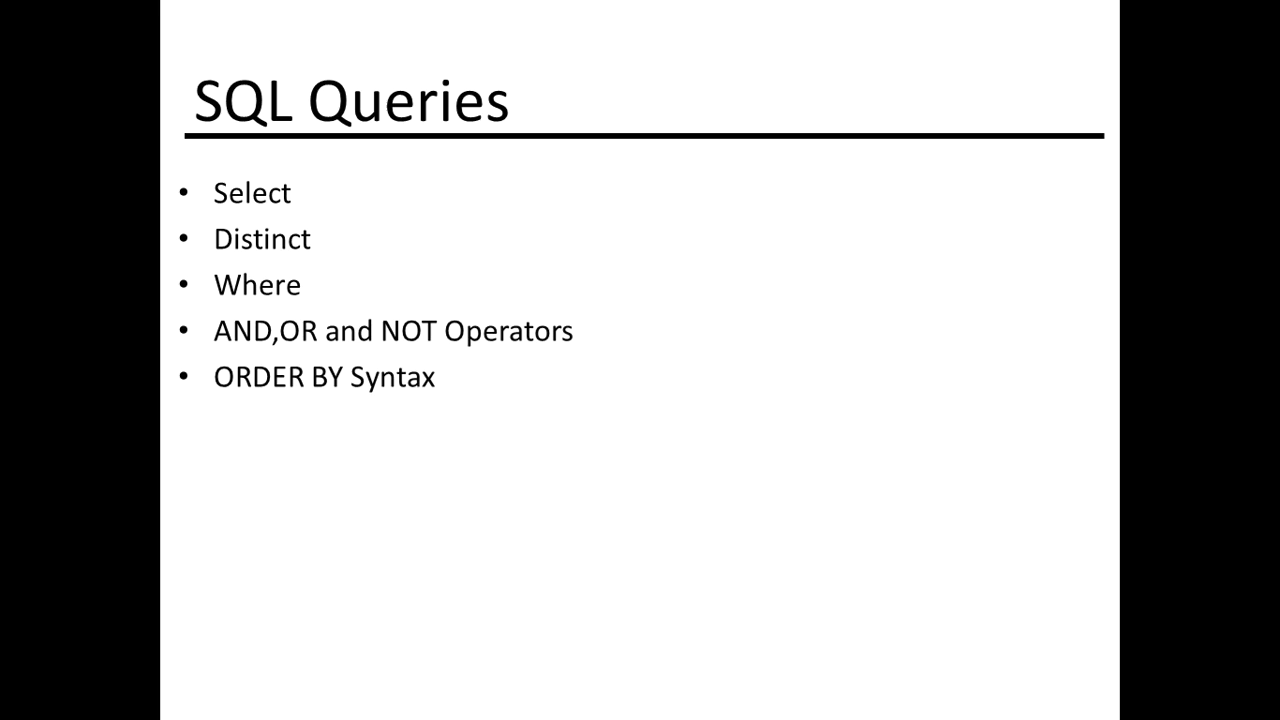 SQL Queries
• Select
• Distinct
• Where
• AND,OR and NOT Operators
• ORDER BY Syntax